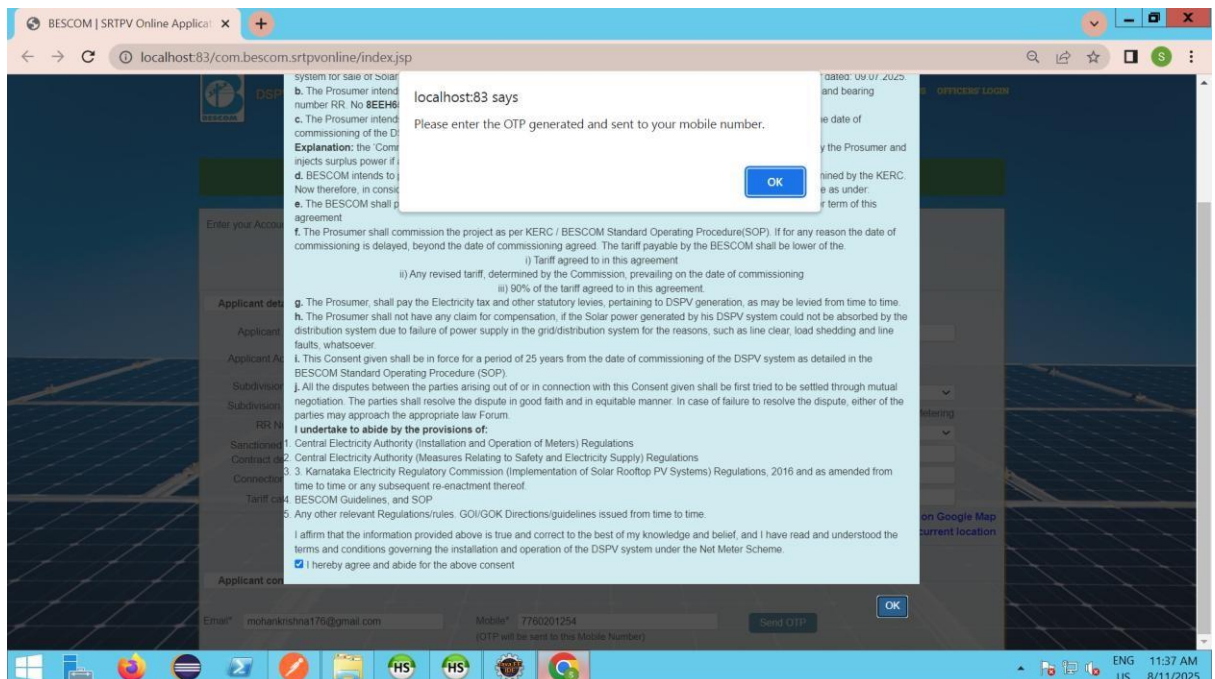 BESCOM | SRTPV Online Applicat
localhost:83/com.bescom.srtpvonline/index.jsp
S
BESCOM
DSP
OFFICERS' LOGIN
localhost:83 says
Please enter the OTP generated and sent to your mobile number.
OK
system for sale of Solar dated: 09.07.2025.
b. The Prosumer intend and bearing
number RR. No 8EEH6
c. The Prosumer intend e date of
commissioning of the D
Explanation: the 'Com y the Prosumer and
injects surplus power if
d. BESCOM intends to p mined by the KERC.
Now therefore, in consid e as under.
e. The BESCOM shall p r term of this
agreement
f. The Prosumer shall commission the project as per KERC / BESCOM Standard Operating Procedure(SOP). If for any reason the date of
commissioning is delayed, beyond the date of commissioning agreed. The tariff payable by the BESCOM shall be lower of the.
i) Tariff agreed to in this agreement
ii) Any revised tariff, determined by the Commission, prevailing on the date of commissioning
iii) 90% of the tariff agreed to in this agreement.
g. The Prosumer, shall pay the Electricity tax and other statutory levies, pertaining to DSPV generation, as may be levied from time to time.
h. The Prosumer shall not have any claim for compensation, if the Solar power generated by his DSPV system could not be absorbed by the
distribution system due to failure of power supply in the grid/distribution system for the reasons, such as line clear, load shedding and line
faults, whatsoever.
i. This Consent given shall be in force for a period of 25 years from the date of commissioning of the DSPV system as detailed in the
BESCOM Standard Operating Procedure (SOP).
j. All the disputes between the parties arising out of or in connection with this Consent given shall be first tried to be settled through mutual
negotiation. The parties shall resolve the dispute in good faith and in equitable manner. In case of failure to resolve the dispute, either of the
parties may approach the appropriate law Forum.
I undertake to abide by the provisions of:
1. Central Electricity Authority (Installation and Operation of Meters) Regulations
2. Central Electricity Authority (Measures Relating to Safety and Electricity Supply) Regulations
3. 3. Karnataka Electricity Regulatory Commission (Implementation of Solar Rooftop PV Systems) Regulations, 2016 and as amended from
time to time or any subsequent re-enactment thereof.
4. BESCOM Guidelines, and SOP
5. Any other relevant Regulations/rules. GOI/GOK Directions/guidelines issued from time to time.
I affirm that the information provided above is true and correct to the best of my knowledge and belief, and I have read and understood the
terms and conditions governing the installation and operation of the DSPV system under the Net Meter Scheme.
I hereby agree and abide for the above consent
OK
Enter your Accou
Applicant deta
Applicant
Applicant Ad
Subdivision
Subdivision
RR N
Sanctioned
Contract de
Connection
Tariff ca
etering
on Google Map
current location
Applicant con
Email* mohankrishna176@gmail.com Mobile* 7760201254 Send OTP
(OTP will be sent to this Mobile Number)
HS HS
ENG 11:37 AM
US 8/11/2025